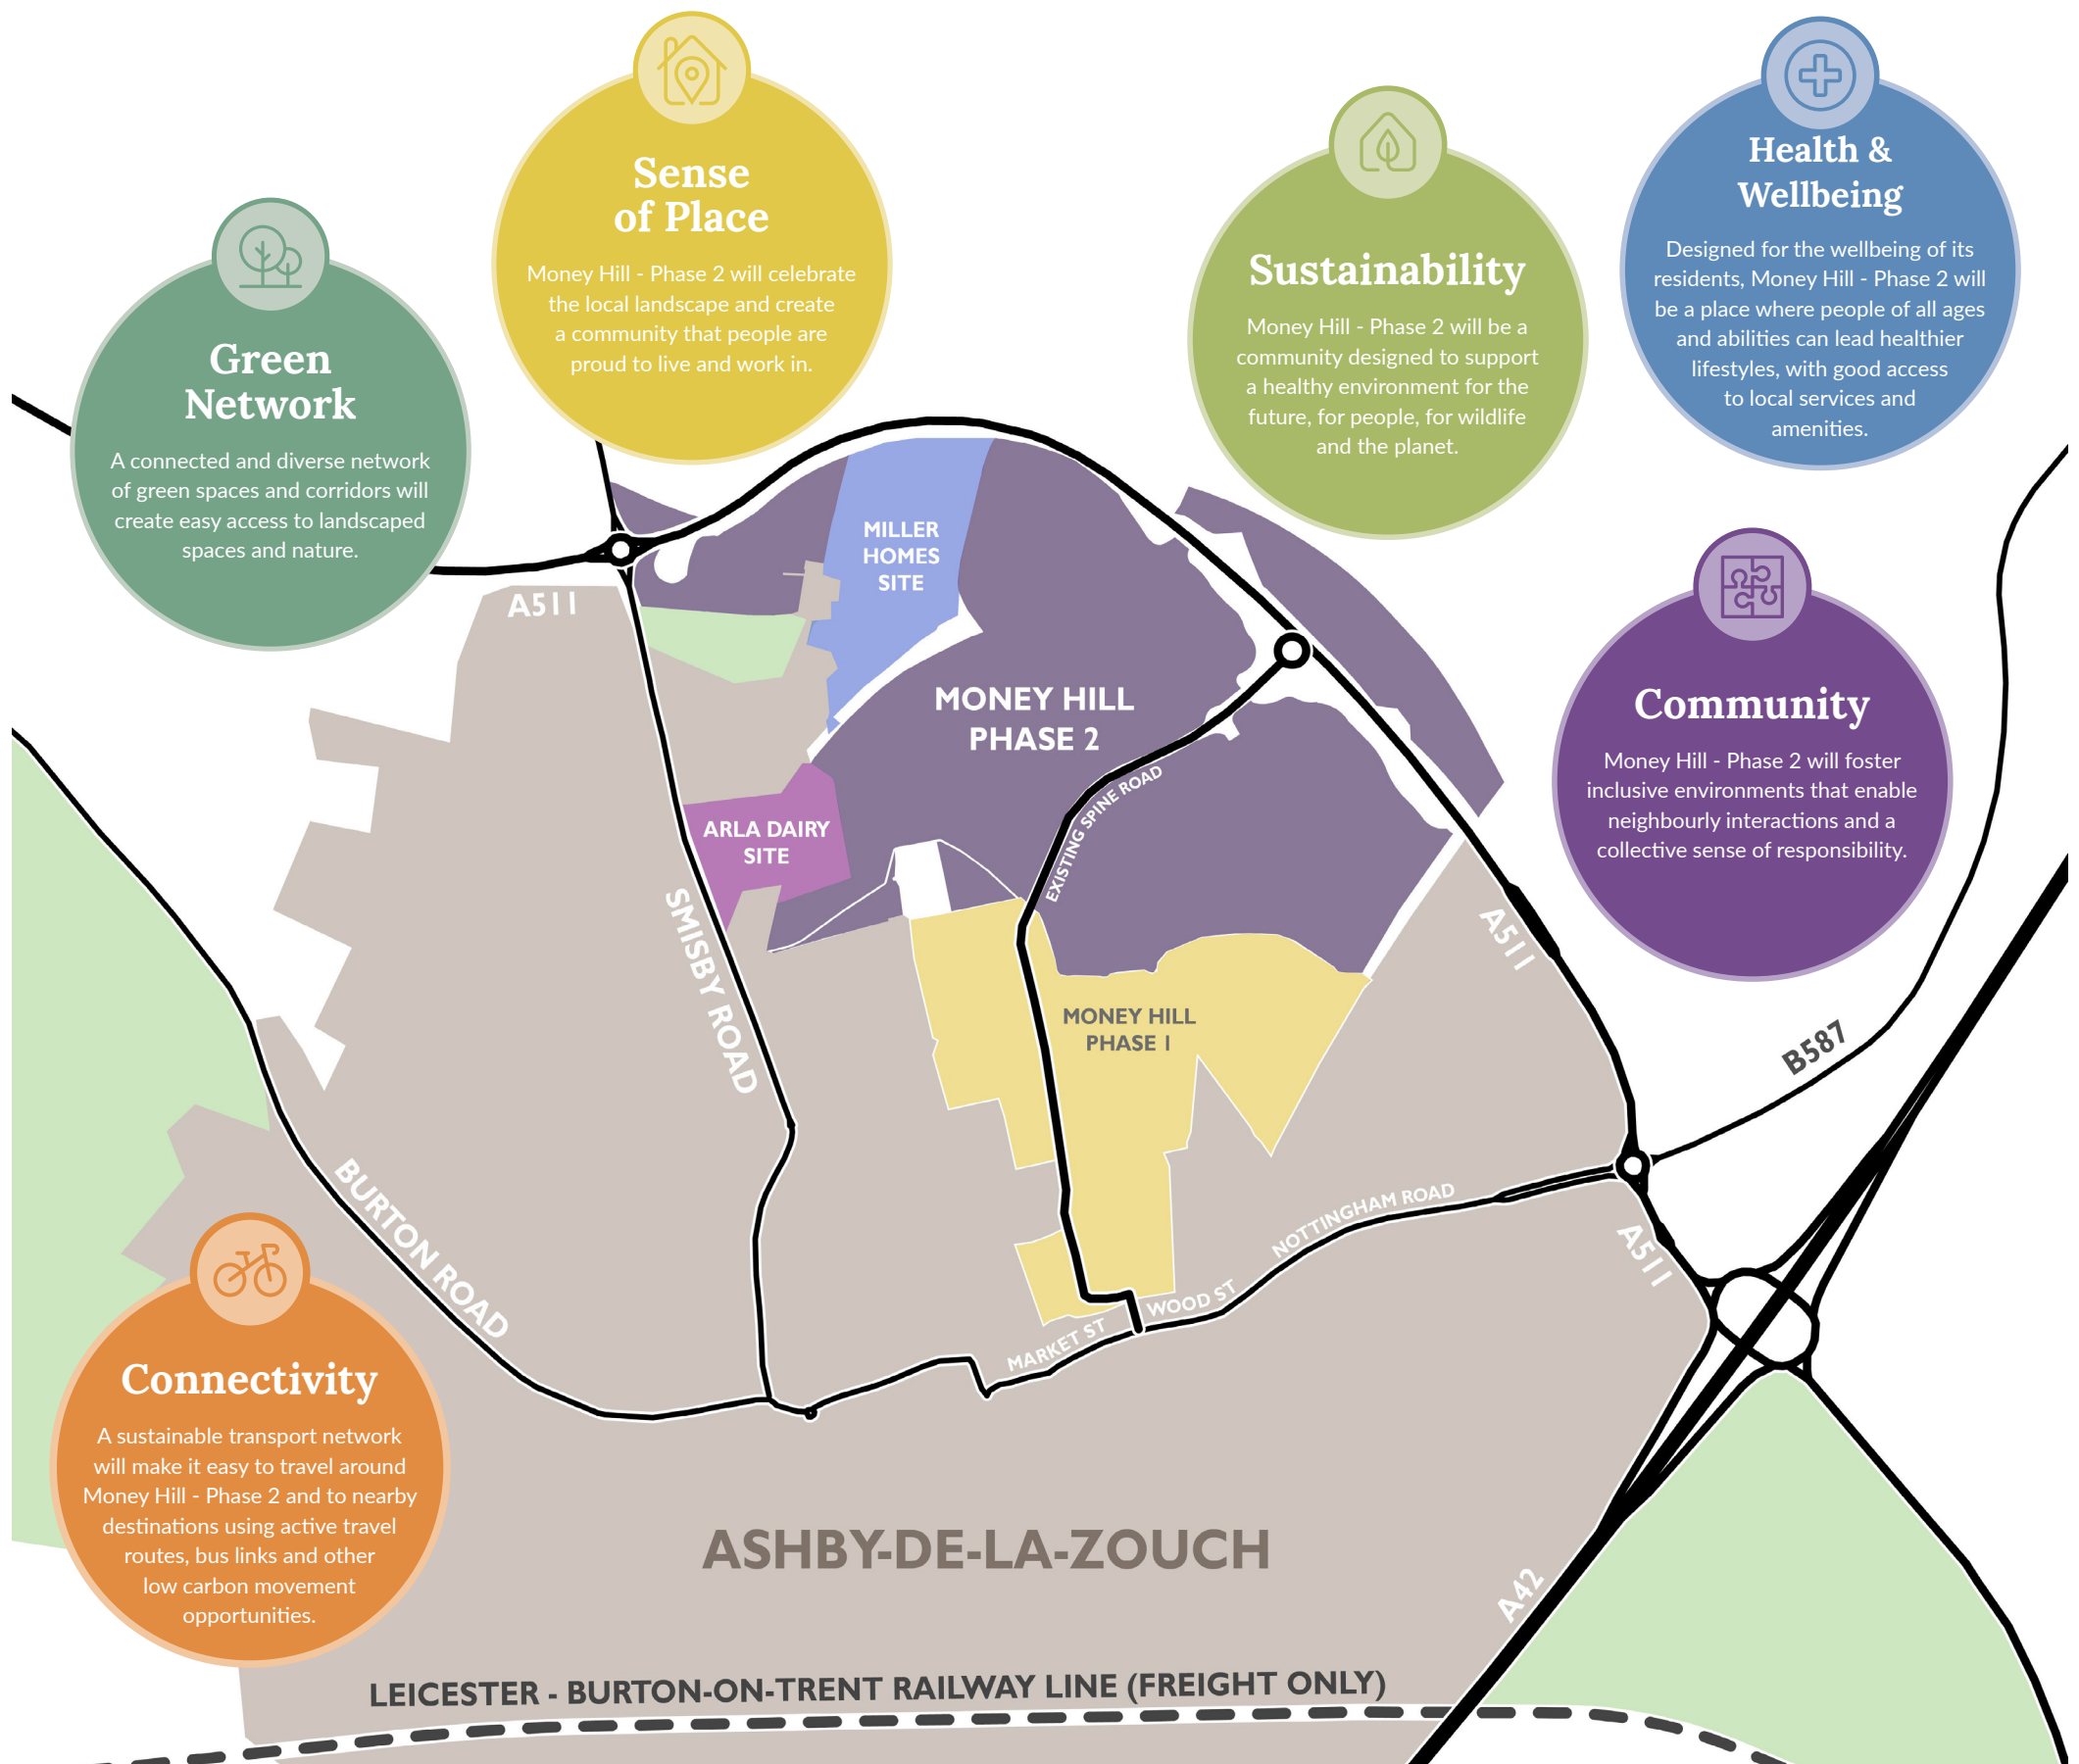 Sense
of Place
Money Hill - Phase 2 will celebrate
the local landscape and create
a community that people are
proud to live and work in.
Health &
Wellbeing
Designed for the wellbeing of its
residents, Money Hill - Phase 2 will
be a place where people of all ages
and abilities can lead healthier
lifestyles, with good access
to local services and
amenities.
Sustainability
Money Hill - Phase 2 will be a
community designed to support
a healthy environment for the
future, for people, for wildlife
and the planet.
Green
Network
A connected and diverse network
of green spaces and corridors will
create easy access to landscaped
spaces and nature.
MILLER
HOMES
SITE
A511
MONEY HILL
PHASE 2
Community
Money Hill - Phase 2 will foster
inclusive environments that enable
neighbourly interactions and a
collective sense of responsibility.
EXISTING SPINE ROAD
ARLA DAIRY
SITE
SMISBY ROAD
A511
MONEY HILL
PHASE 1
B587
BURTON ROAD
NOTTINGHAM ROAD
A511
WOOD ST
MARKET ST
Connectivity
A sustainable transport network
will make it easy to travel around
Money Hill - Phase 2 and to nearby
destinations using active travel
routes, bus links and other
low carbon movement
opportunities.
ASHBY-DE-LA-ZOUCH
A42
LEICESTER - BURTON-ON-TRENT RAILWAY LINE (FREIGHT ONLY)